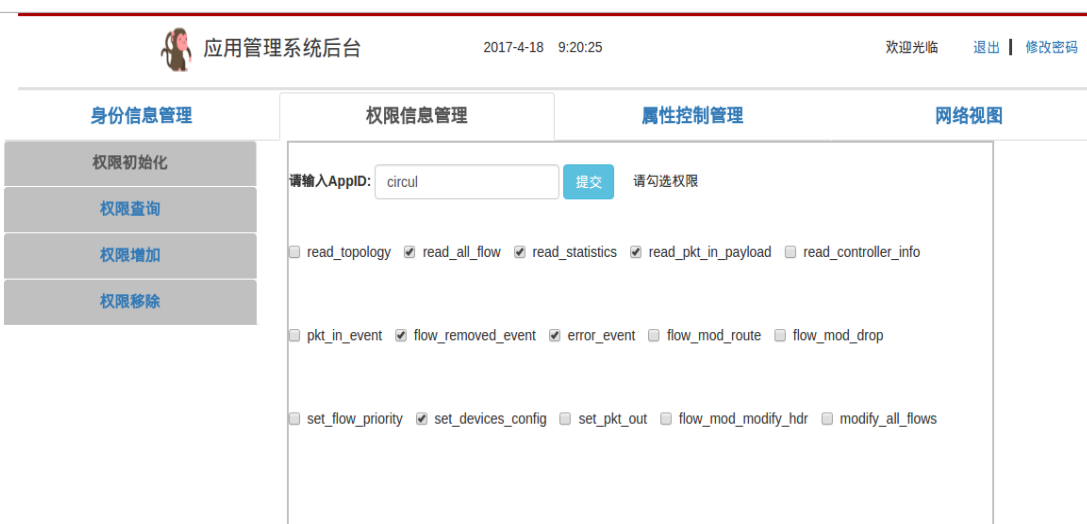 应用管理系统后台 2017-4-18 9:20:25 欢迎光临 退出 | 修改密码
身份信息管理 权限信息管理 属性控制管理 网络视图
权限初始化
权限查询
权限增加
权限移除
请输入AppID: circul 提交 请勾选权限
read_topology read_all_flow read_statistics read_pkt_in_payload read_controller_info
pkt_in_event flow_removed_event error_event flow_mod_route flow_mod_drop
set_flow_priority set_devices_config set_pkt_out flow_mod_modify_hdr modify_all_flows